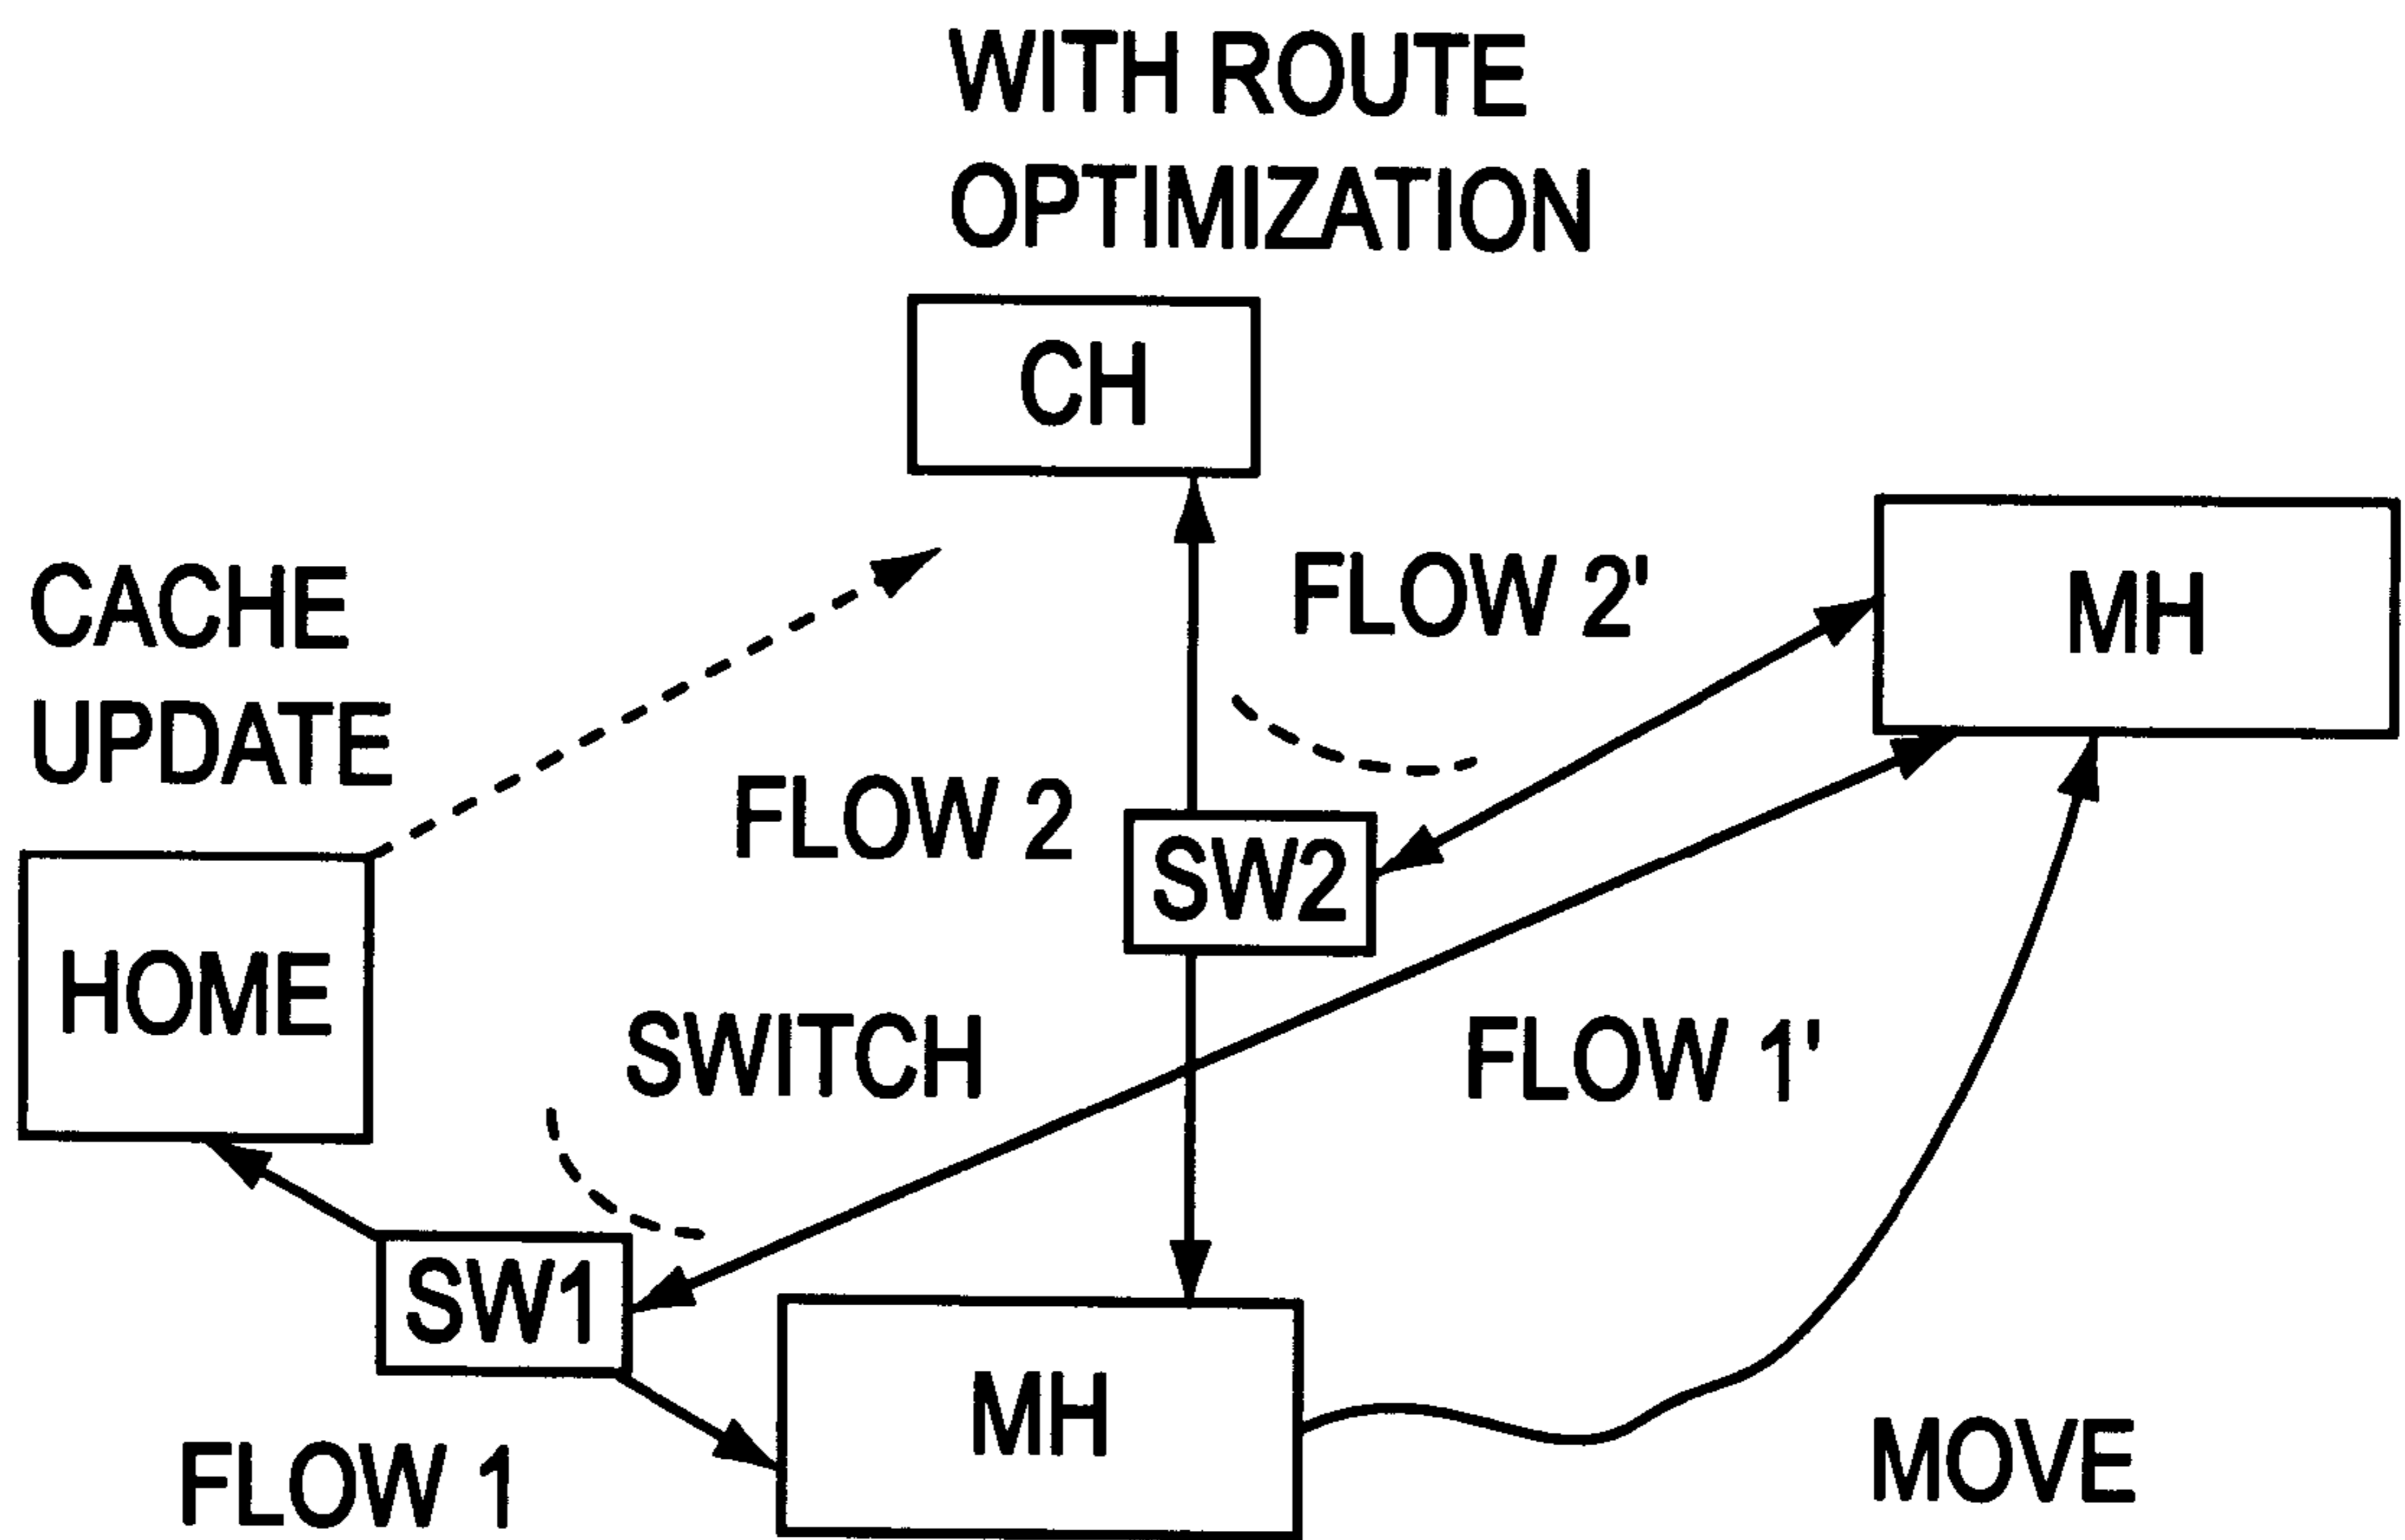 WITH ROUTE
OPTIMIZATION
CH
CACHE
UPDATE
FLOW 2'
MH
FLOW 2
SW2
HOME
SWITCH
FLOW 1'
SW1
MH
FLOW 1
MOVE